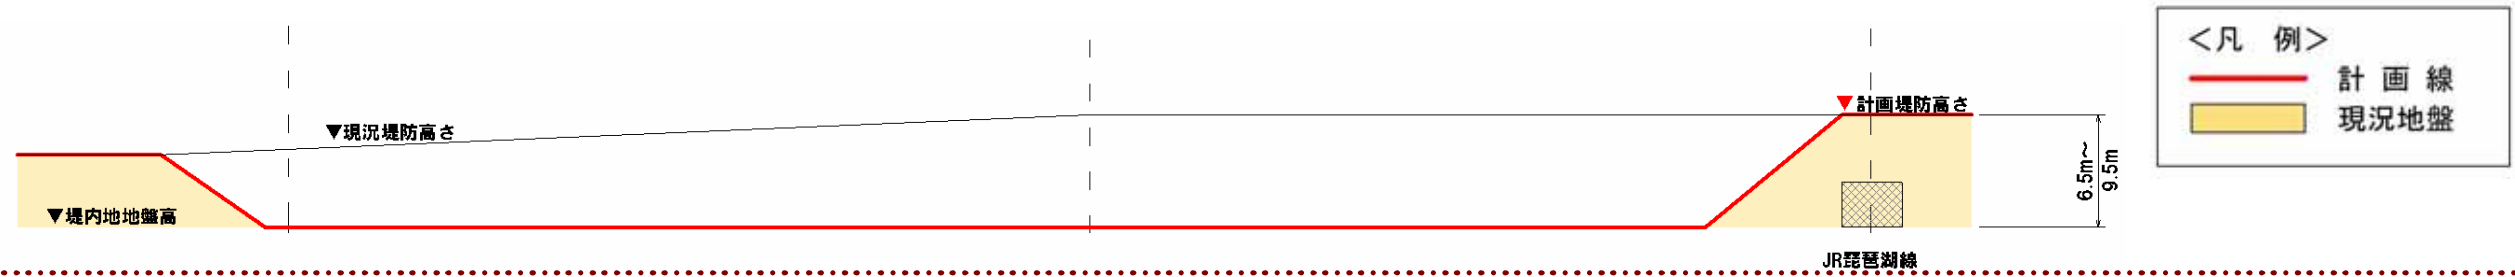 ＜凡　例＞
計 画 線
▼計画堤防高さ
現況地盤
▼現況堤防高さ
6.5m～
9.5m
▼堤内地地盤高
JR琵琶湖線